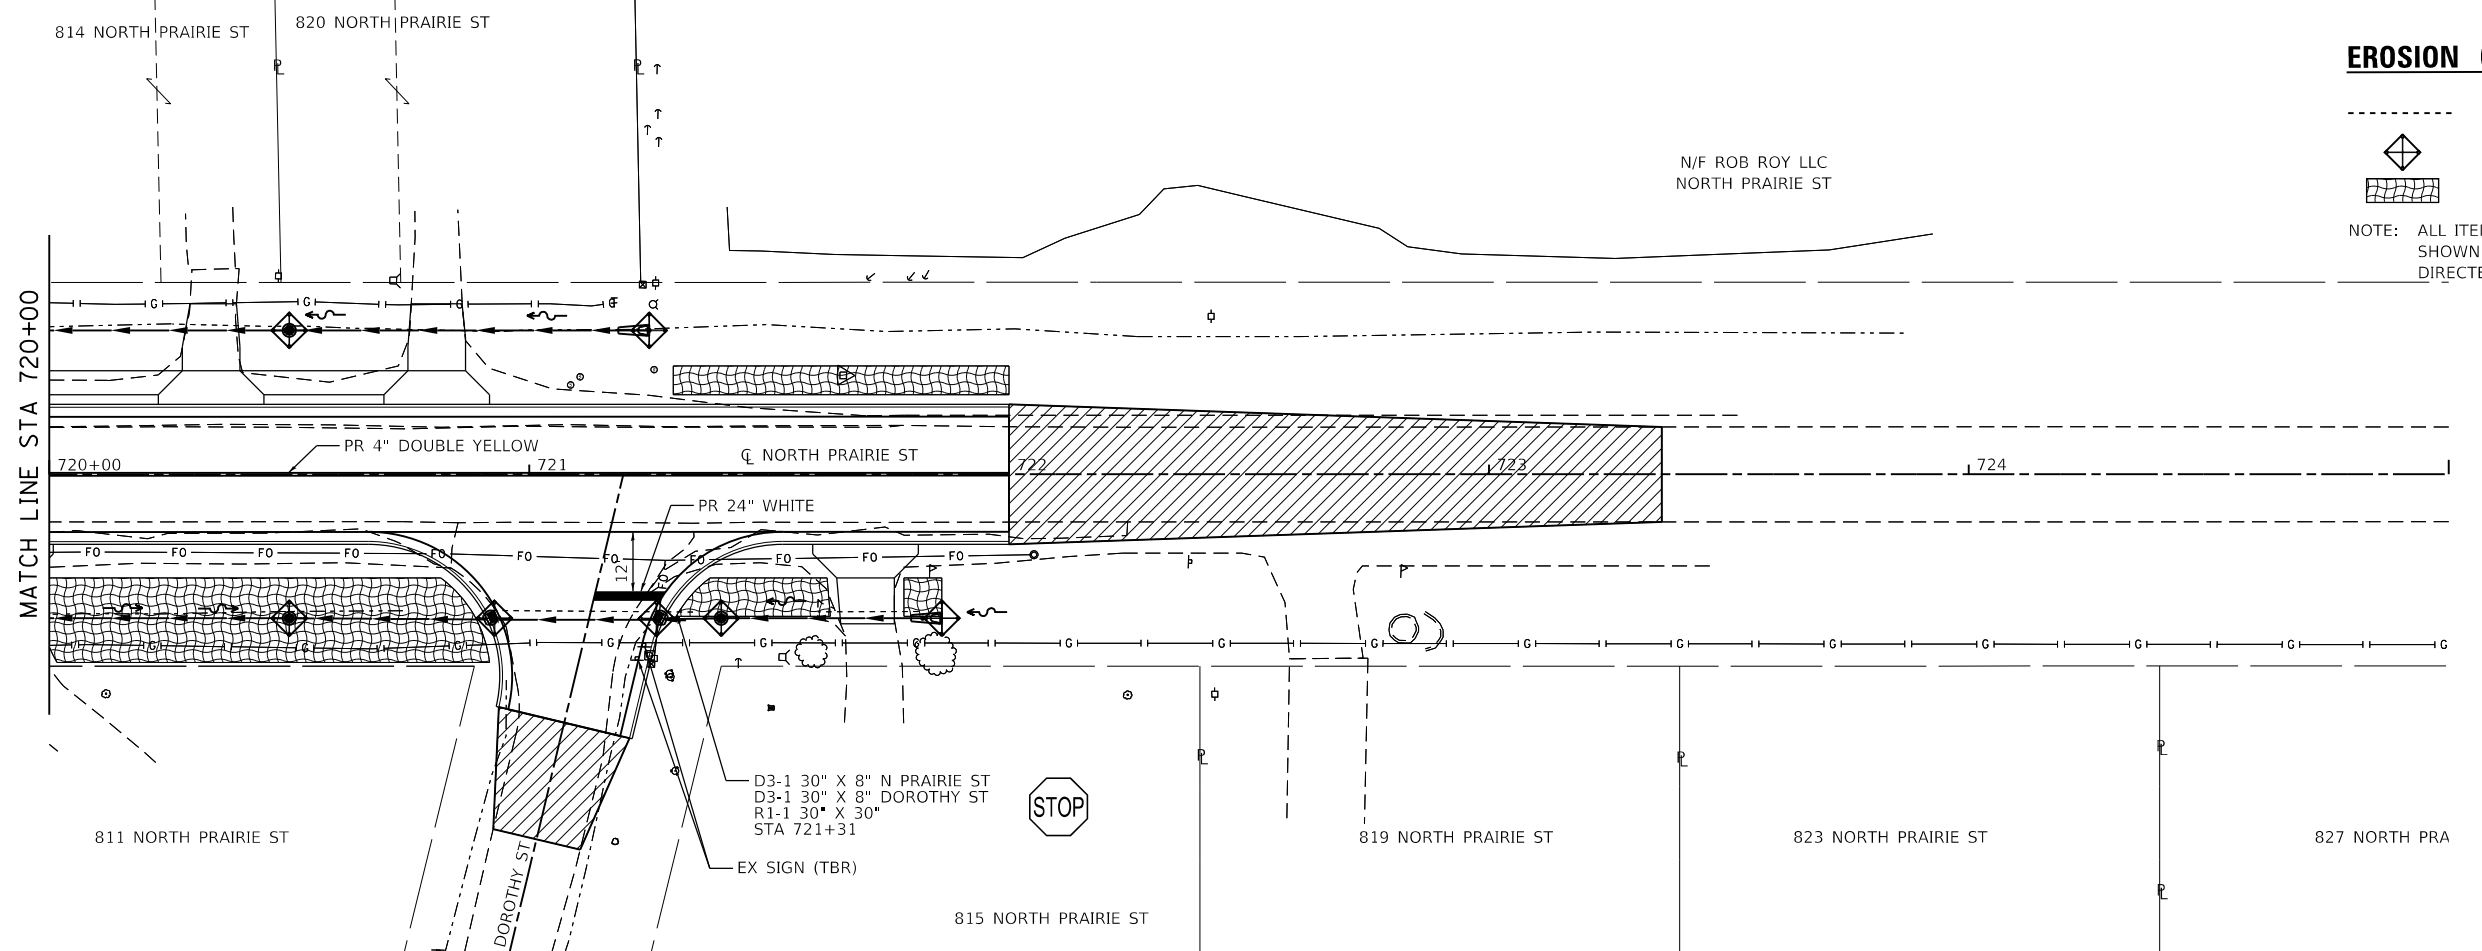 814 NORTH PRAIRIE ST
820 NORTH PRAIRIE ST
EROSION
N/F ROB ROY LLC
NORTH PRAIRIE ST
NOTE: ALL
SHOWN
MATCH LINE STA 720+00
PR 4" DOUBLE YELLOW
℄ NORTH PRAIRIE ST
720+00
721
722
723
724
PR 24" WHITE
12'
D3-1 30" X 8" N PRAIRIE ST
D3-1 30" X 8" DOROTHY ST
R1-1 30" X 30"
STA 721+31
STOP
EX SIGN (TBR)
DOROTHY ST
811 NORTH PRAIRIE ST
815 NORTH PRAIRIE ST
819 NORTH PRAIRIE ST
823 NORTH PRAIRIE ST
827 NORTH